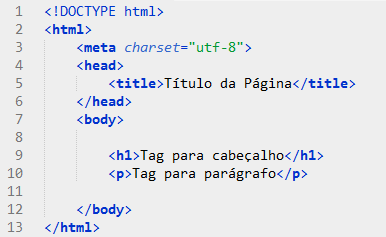 1 <!DOCTYPE html>
2 <html>
3 <meta charset="utf-8">
4 <head>
5 <title>Título da Página</title>
6 </head>
7 <body>
8
9 <h1>Tag para cabeçalho</h1>
10 <p>Tag para parágrafo</p>
11
12 </body>
13 </html>